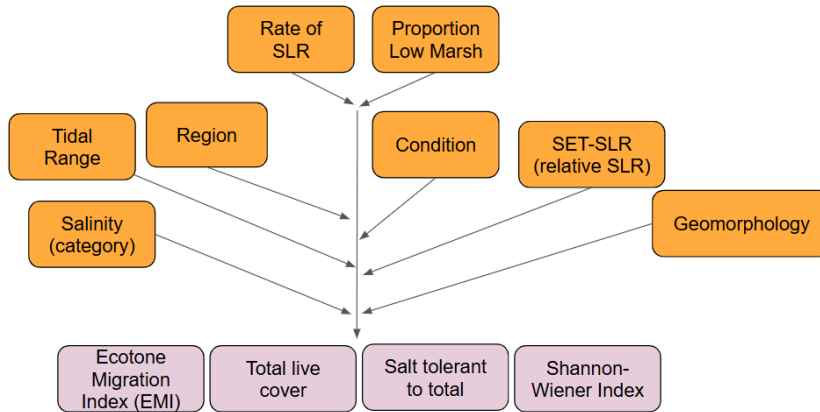 Rate of
SLR
Proportion
Low Marsh
Tidal
Range
Region
Condition
SET-SLR
(relative SLR)
Salinity
(category)
Geomorphology
Ecotone
Migration
Index (EMI)
Total live
cover
Salt tolerant
to total
Shannon-
Wiener Index